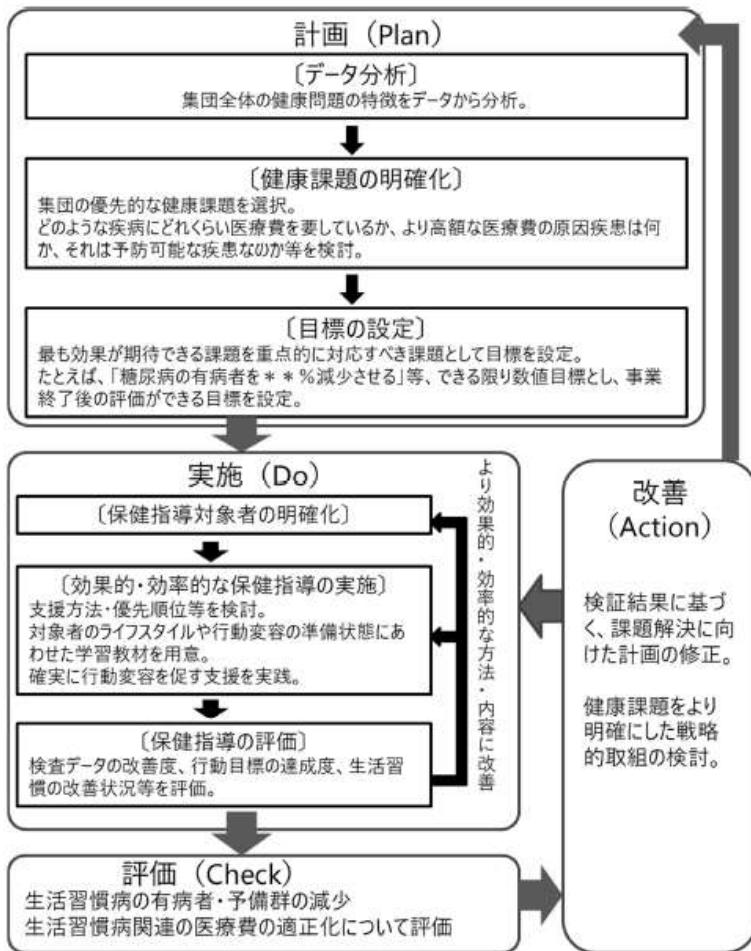 計画（Plan）
〔データ分析〕
集団全体の健康問題の特徴をデータから分析。
〔健康課題の明確化〕
集団の優先的な健康課題を選択。
どのような疾病にどれくらい医療費を要しているか、より高額な医療費の原因疾患は何
か、それは予防可能な疾患なのか等を検討。
〔目標の設定〕
最も効果が期待できる課題を重点的に対応すべき課題として目標を設定。
たとえば、「糖尿病の有病者を＊＊%減少させる」等、できる限り数値目標とし、事業
終了後の評価ができる目標を設定。
実施（Do）
〔保健指導対象者の明確化〕
〔効果的・効率的な保健指導の実施〕
支援方法・優先順位等を検討。
対象者のライフスタイルや行動変容の準備状態にあ
わせた学習教材を用意。
確実に行動変容を促す支援を実践。
〔保健指導の評価〕
検査データの改善度、行動目標の達成度、生活習
慣の改善状況等を評価。
より効果的・効率的な方法・内容に改善
評価（Check）
生活習慣病の有病者・予備群の減少
生活習慣病関連の医療費の適正化について評価
改善
（Action）
検証結果に基づ
く、課題解決に向
けた計画の修正。
健康課題をより
明確にした戦略
的取組の検討。